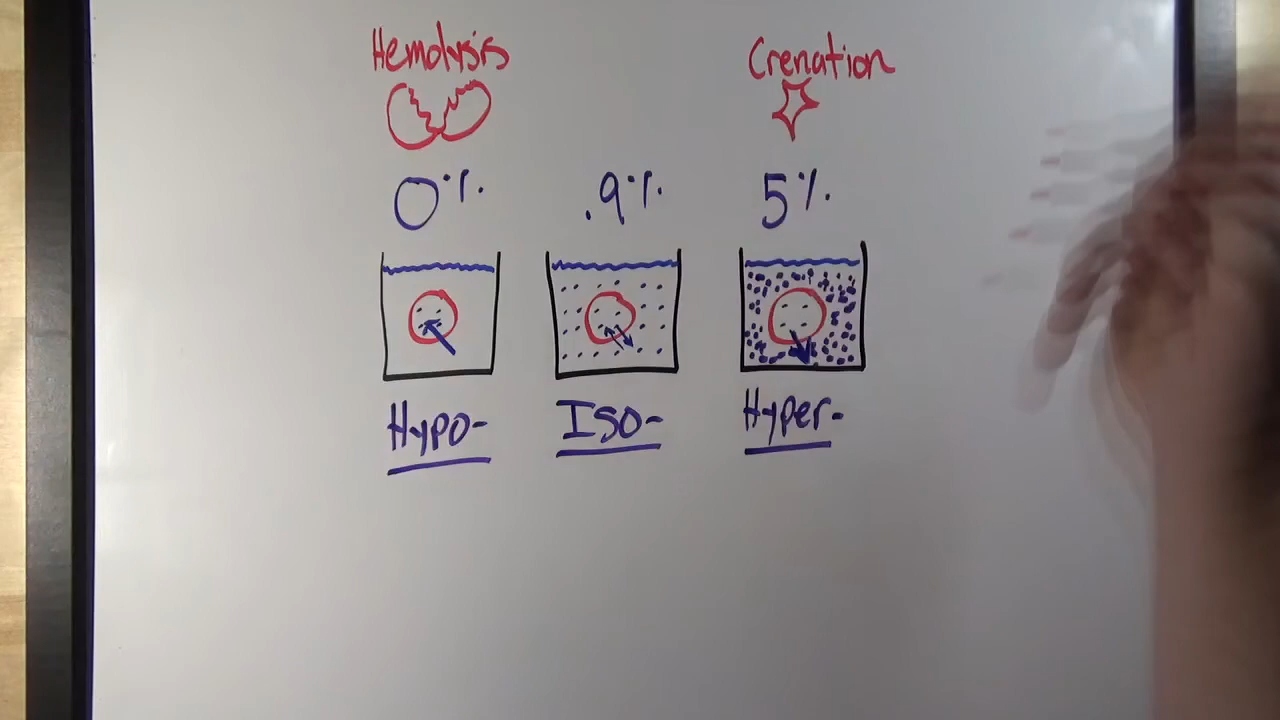 Hemolysis
Crenation
0%
.9%
5%
Hypo-
Iso-
Hyper-